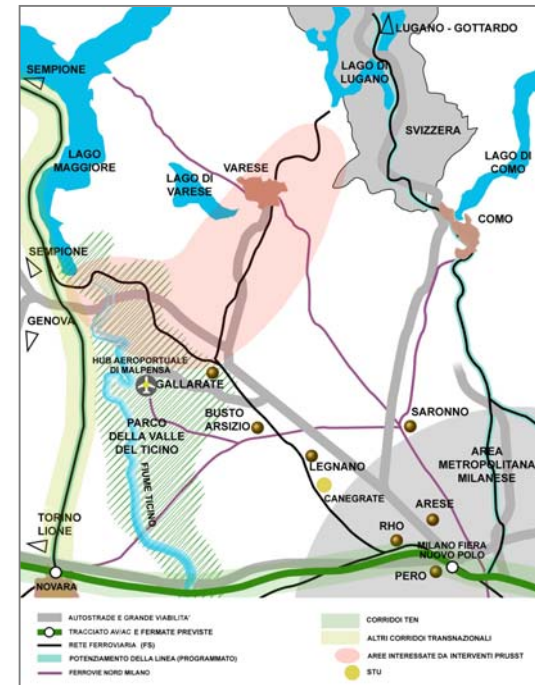 LUGANO - GOTTARDO
SEMPIONE
LAGO DI
LUGANO
SVIZZERA
LAGO
MAGGIORE
VARESE
LAGO DI
VARESE
LAGO DI
COMO
COMO
SEMPIONE
GENOVA
HUB AEROPORTUALE
DI MALPENSA
GALLARATE
PARCO
DELLA VALLE
DEL TICINO
BUSTO
ARSIZIO
SARONNO
FIUME TICINO
LEGNANO
CANEGRATE
AREA
METROPOLITANA
MILANESE
ARESE
TORINO
LIONE
RHO
MILANO FIERA
NUOVO POLO
PERO
NOVARA
AUTOSTRADE E GRANDE VIABILITA'
TRACCIATO AV/AC E FERMATE PREVISTE
RETE FERROVIARIA (FS)
POTENZIAMENTO DELLA LINEA (PROGRAMMATO)
FERROVIE NORD MILANO
CORRIDOI TEN
ALTRI CORRIDOI TRANSNAZIONALI
AREE INTERESSATE DA INTERVENTI PRUSST
STU